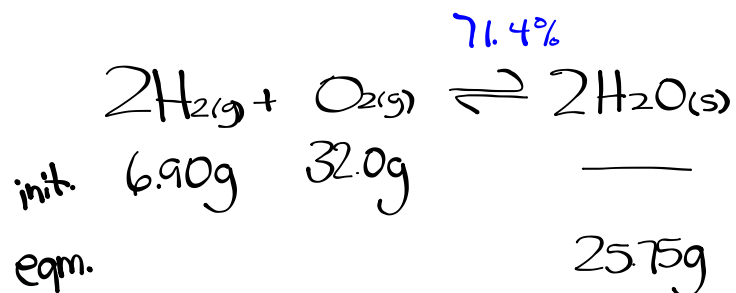 71.4%
2H₂(g) + O₂(g) ⇌ 2H₂O(s)
init. 6.90g 32.0g —
eqm. 25.75g